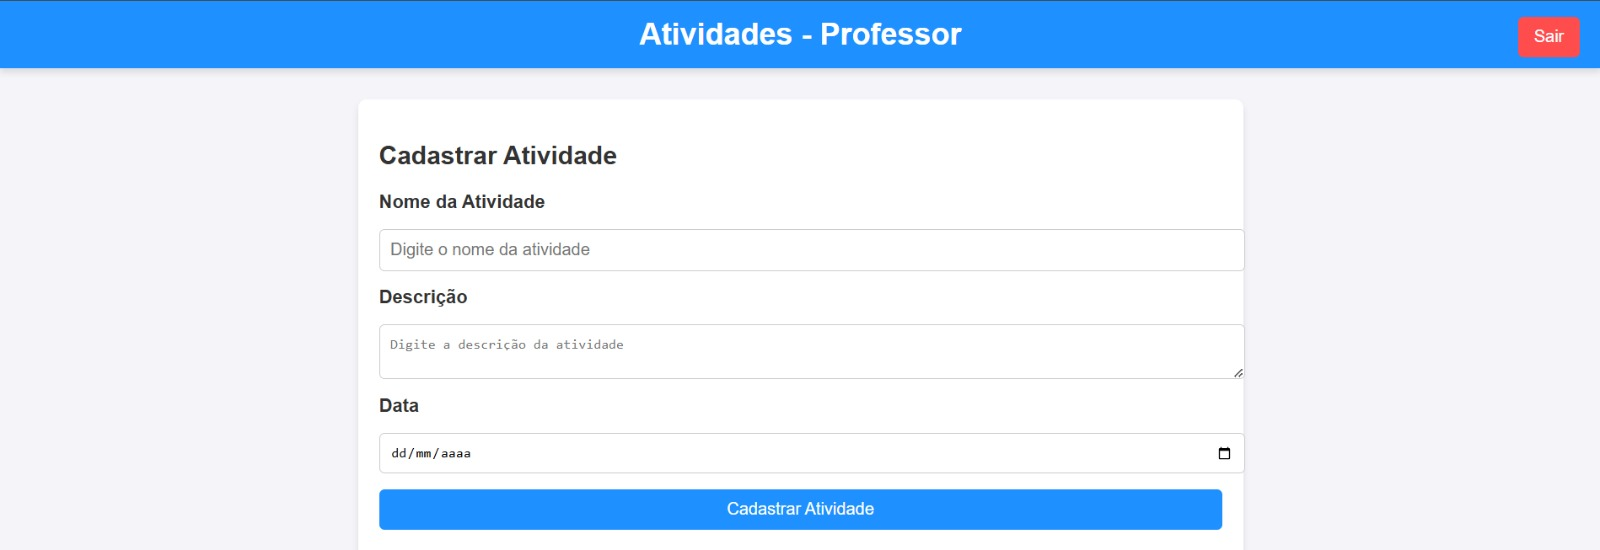 Atividades - Professor
Sair
Cadastrar Atividade
Nome da Atividade
Digite o nome da atividade
Descrição
Digite a descrição da atividade
Data
dd/mm/aaaa
Cadastrar Atividade